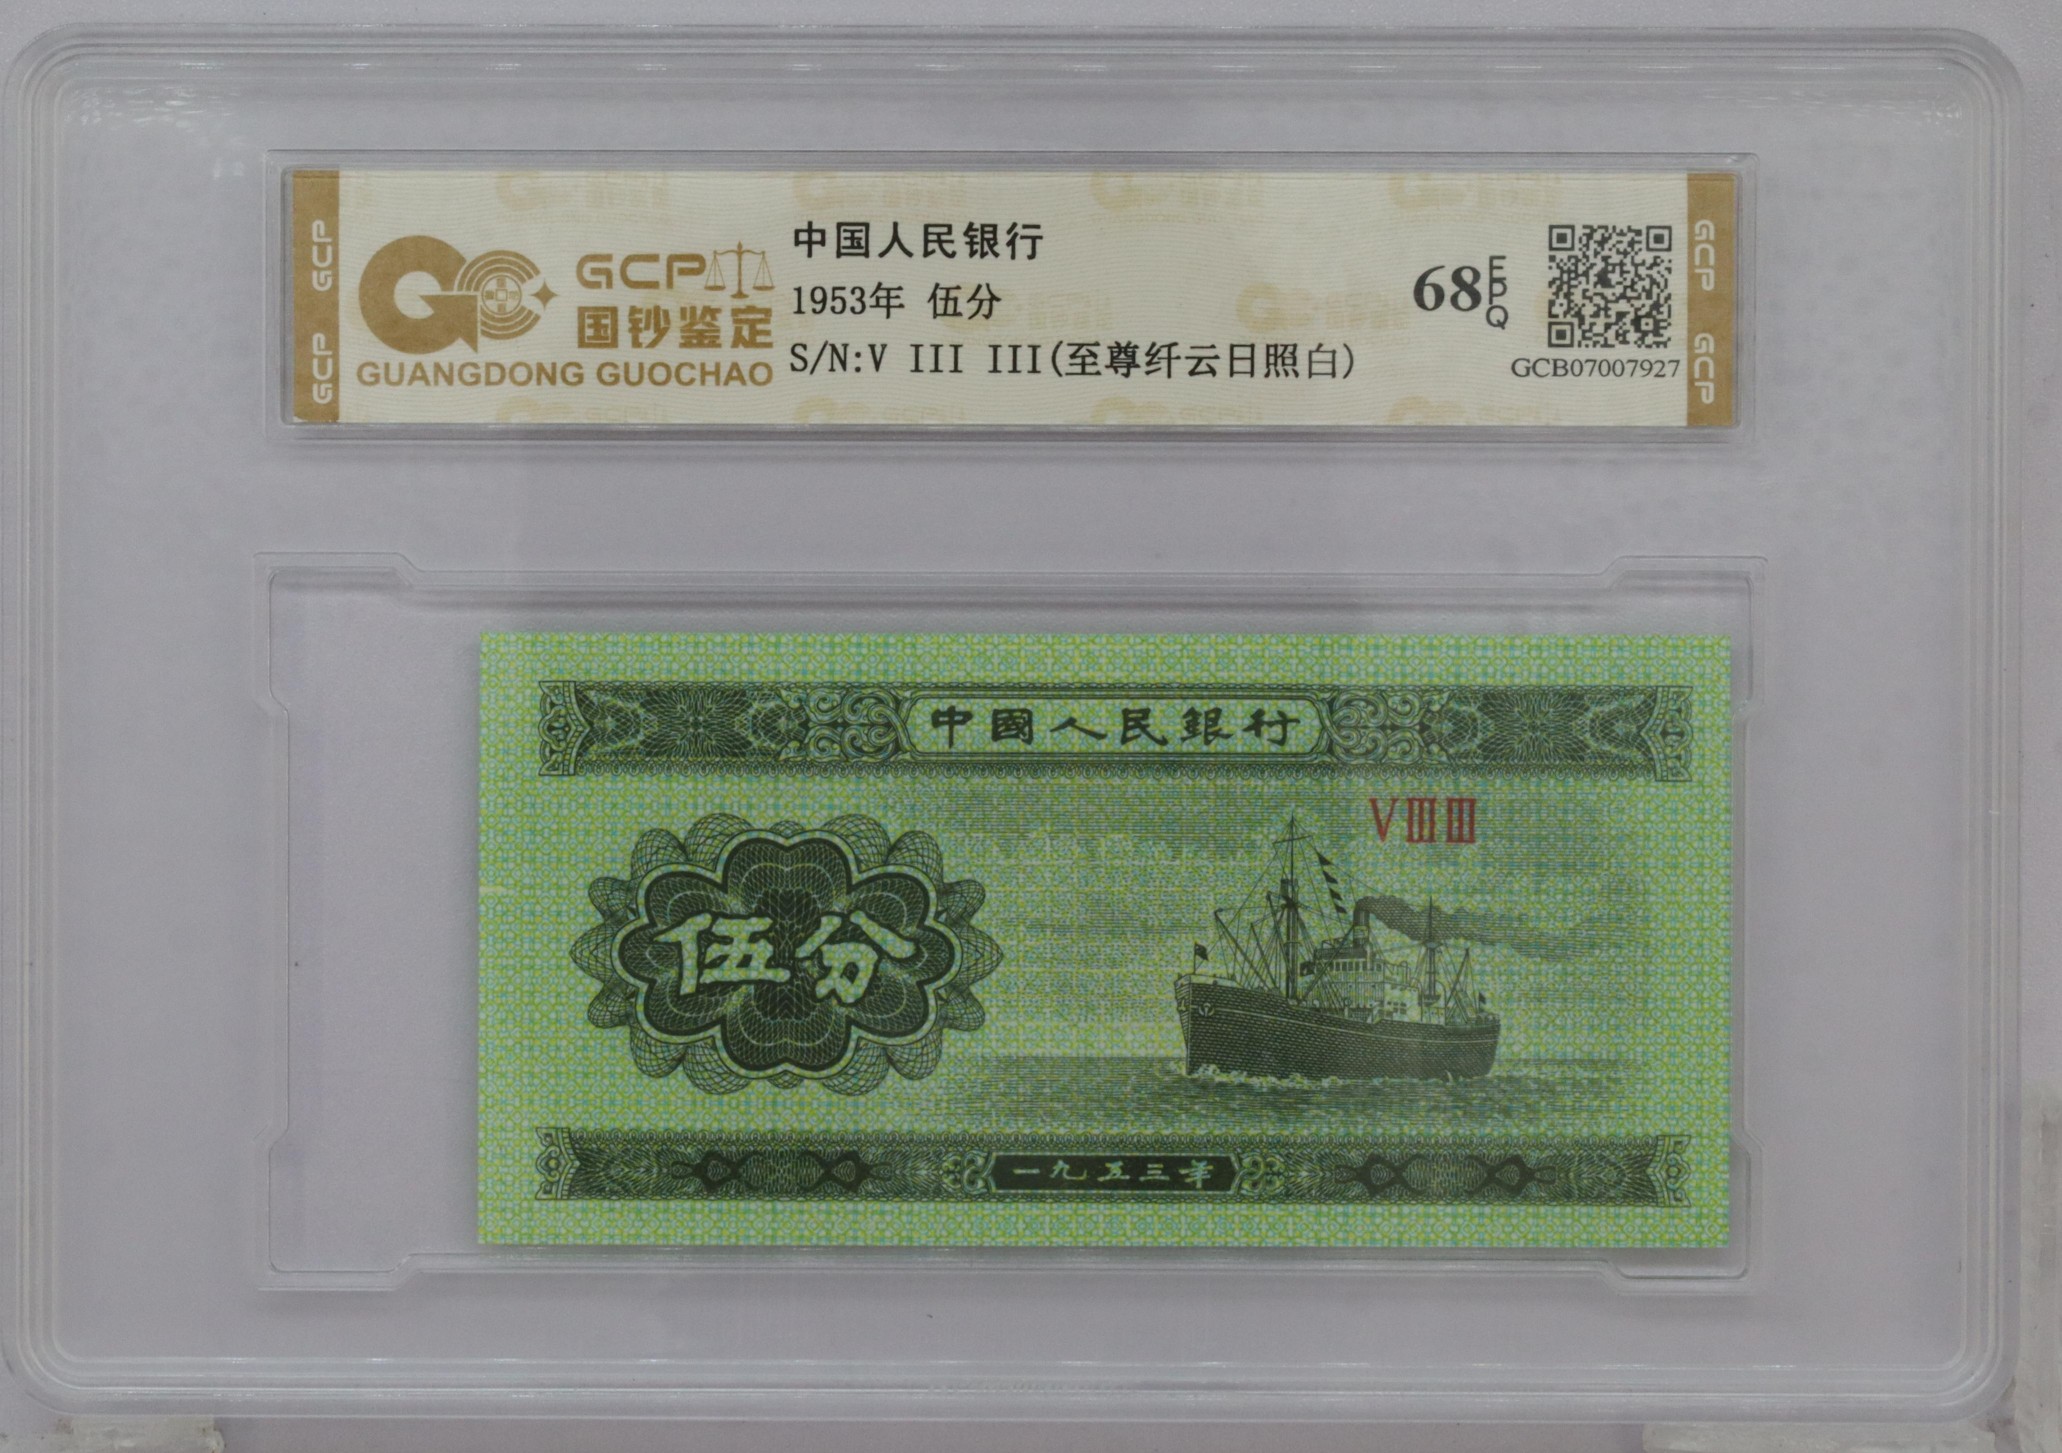 GCP
GCP
GCP
国钞鉴定
GUANGDONG GUOCHAO
中国人民银行
1953年 伍分
S/N:V III III(至尊纤云日照白)
68 EPQ
GCB07007927
GCP
GCP
中國人民銀行
V III III
伍分
一九五三年